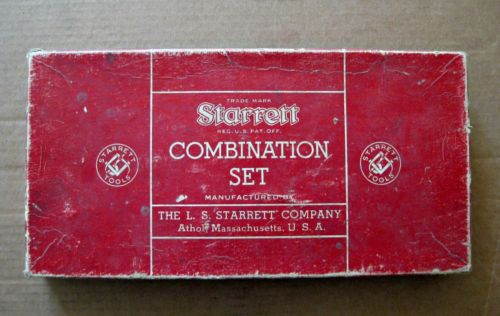 TRADE MARK
Starrett
REG. U.S. PAT. OFF.
COMBINATION
SET
MANUFACTURED BY
THE L. S. STARRETT COMPANY
Athol, Massachusetts, U. S. A.
STARRETT
TOOLS
STARRETT
TOOLS